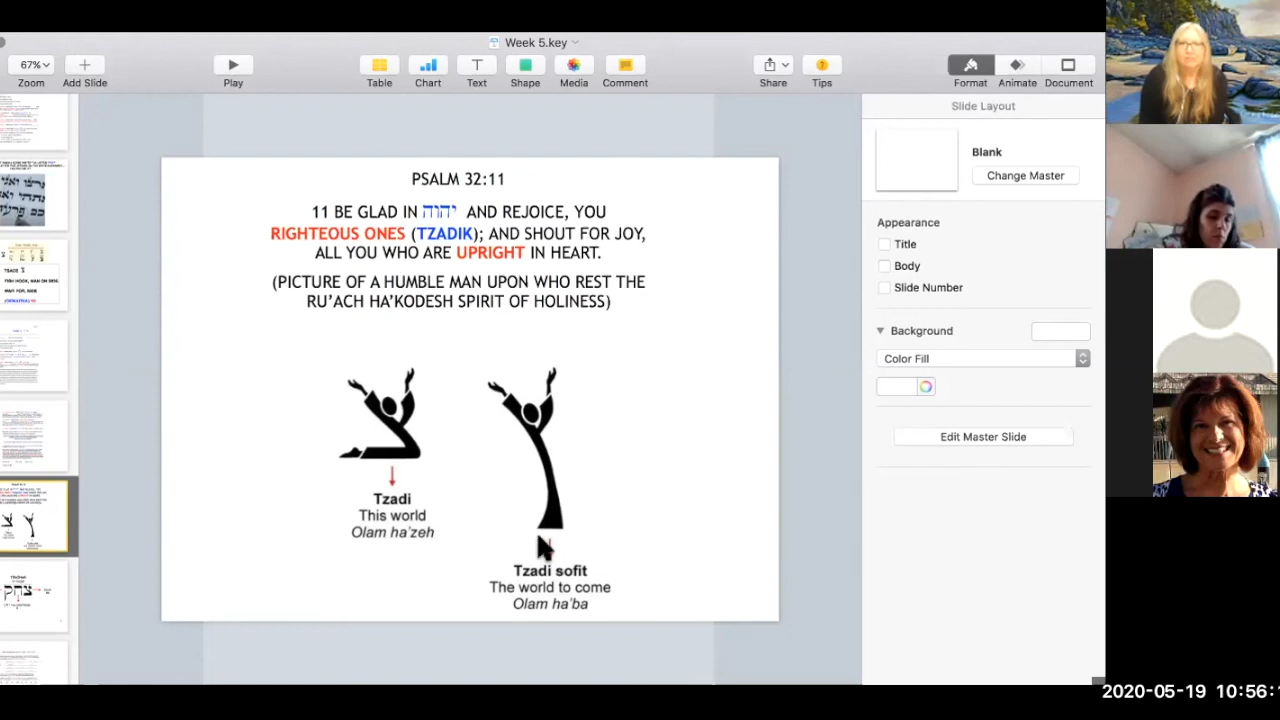 Week 5.key
67%
Zoom
Add Slide
Play
Table
Chart
Text
Shape
Media
Comment
Share
Tips
Format
Animate
Document
PSALM 32:11
11 BE GLAD IN יהוה AND REJOICE, YOU
RIGHTEOUS ONES (TZADIK); AND SHOUT FOR JOY,
ALL YOU WHO ARE UPRIGHT IN HEART.
(PICTURE OF A HUMBLE MAN UPON WHO REST THE
RU'ACH HA'KODESH SPIRIT OF HOLINESS)
Tzadi
This world
Olam ha'zeh
Tzadi sofit
The world to come
Olam ha'ba
Slide Layout
Blank
Change Master
Appearance
Title
Body
Slide Number
Background
Color Fill
Edit Master Slide
2020-05-19 10:56: